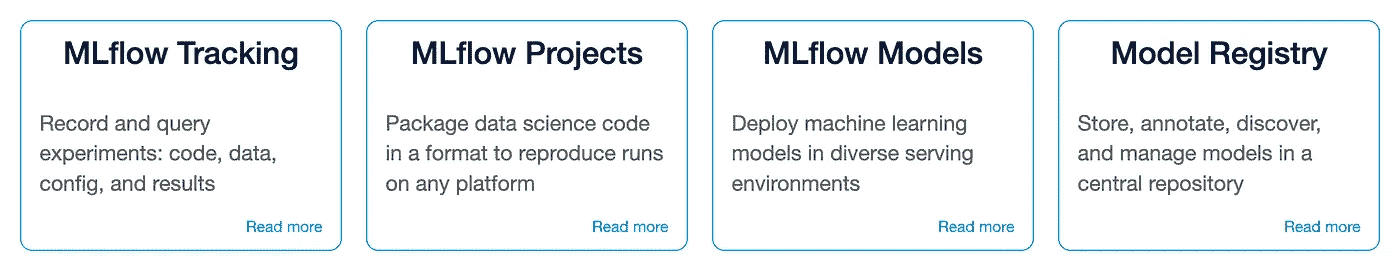 MLflow Tracking
Record and query
experiments: code, data,
config, and results
Read more
MLflow Projects
Package data science code
in a format to reproduce runs
on any platform
Read more
MLflow Models
Deploy machine learning
models in diverse serving
environments
Read more
Model Registry
Store, annotate, discover,
and manage models in a
central repository
Read more